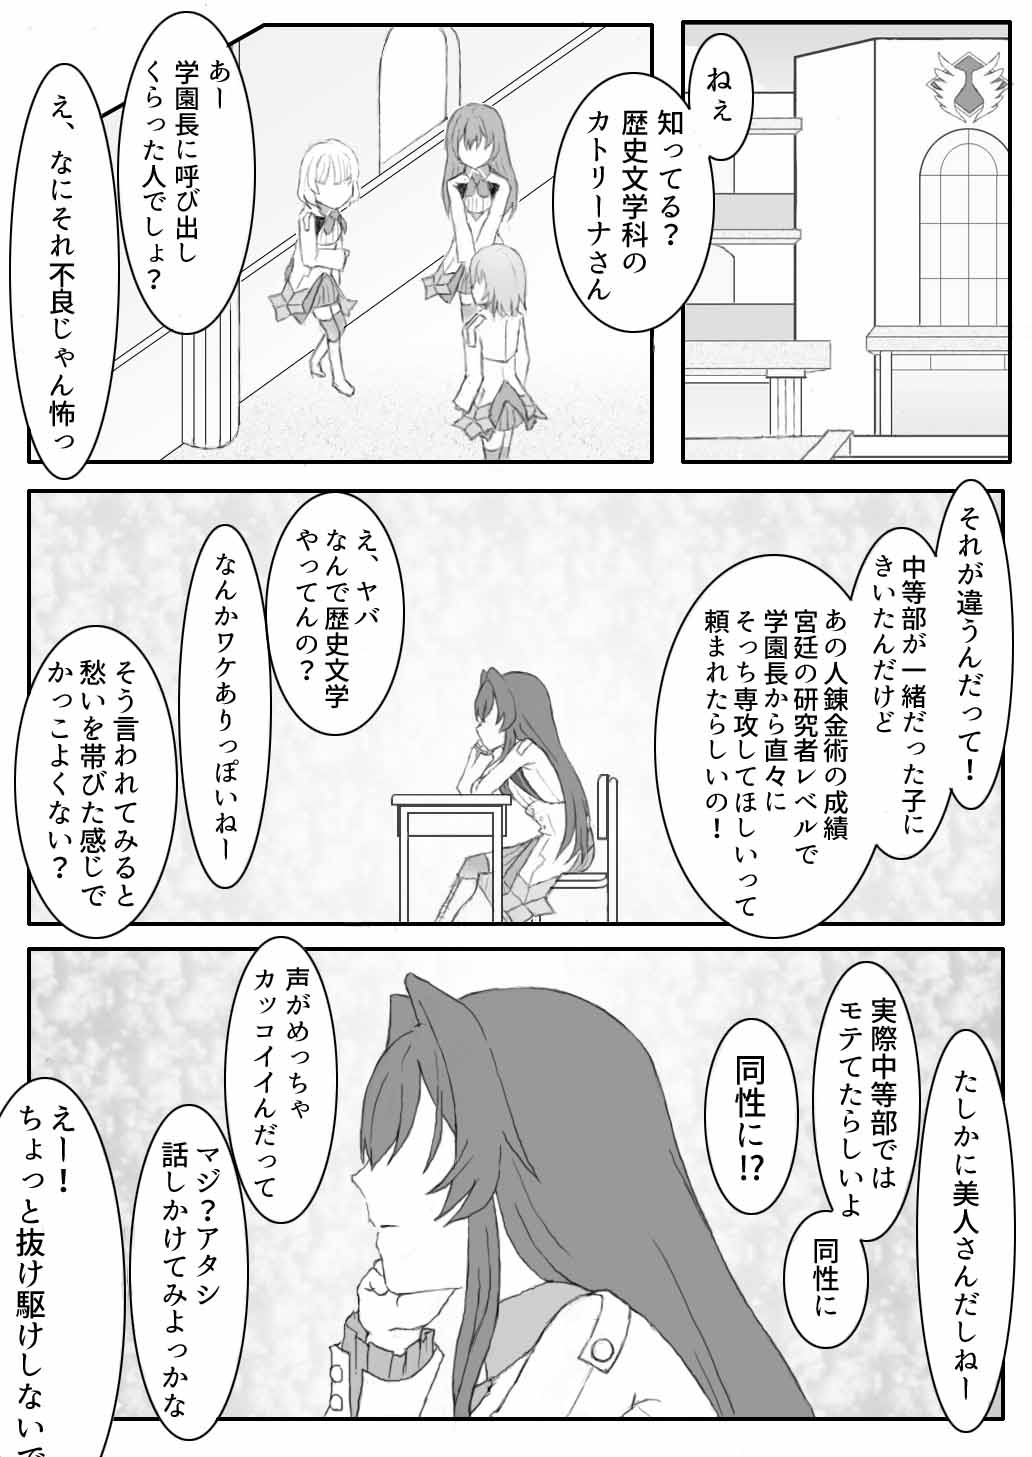 ねぇ
知ってる？
歴史文学科の
カトリーナさん
あー
学園長に呼び出し
くらった人でしょ？
え、なにそれ不良じゃん怖っ
それが違うんだって！
中等部が一緒だった子に
きいたんだけど
あの人錬金術の成績
宮廷の研究者レベルで
学園長から直々に
そっち専攻してほしいって
頼まれたらしいの！
え、ヤバ
なんで歴史文学
やってんの？
なんかワケありっぽいねー
そう言われてみると
愁いを帯びた感じで
かっこよくない？
たしかに美人さんだしねー
実際中等部では
モテてたらしいよ
同性に
同性に!?
声がめっちゃ
カッコイイんだって
マジ？アタシ
話しかけてみよっかな
えー！
ちょっと抜け駆けしないで